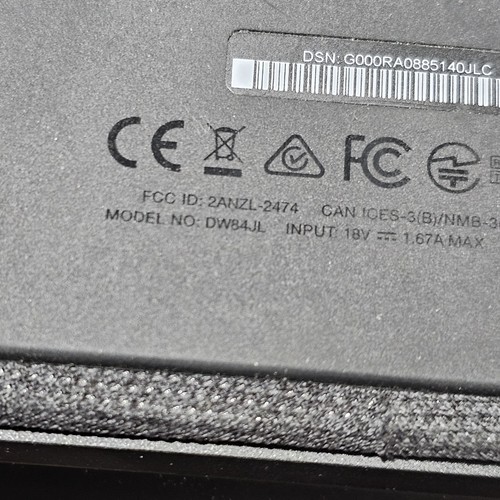 DSN: G000RA0885140JLC
CE FC
FCC ID: 2ANZL-2474 CAN ICES-3(B)/NMB-3
MODEL NO: DW84JL INPUT: 18V ⎓ 1.67A MAX